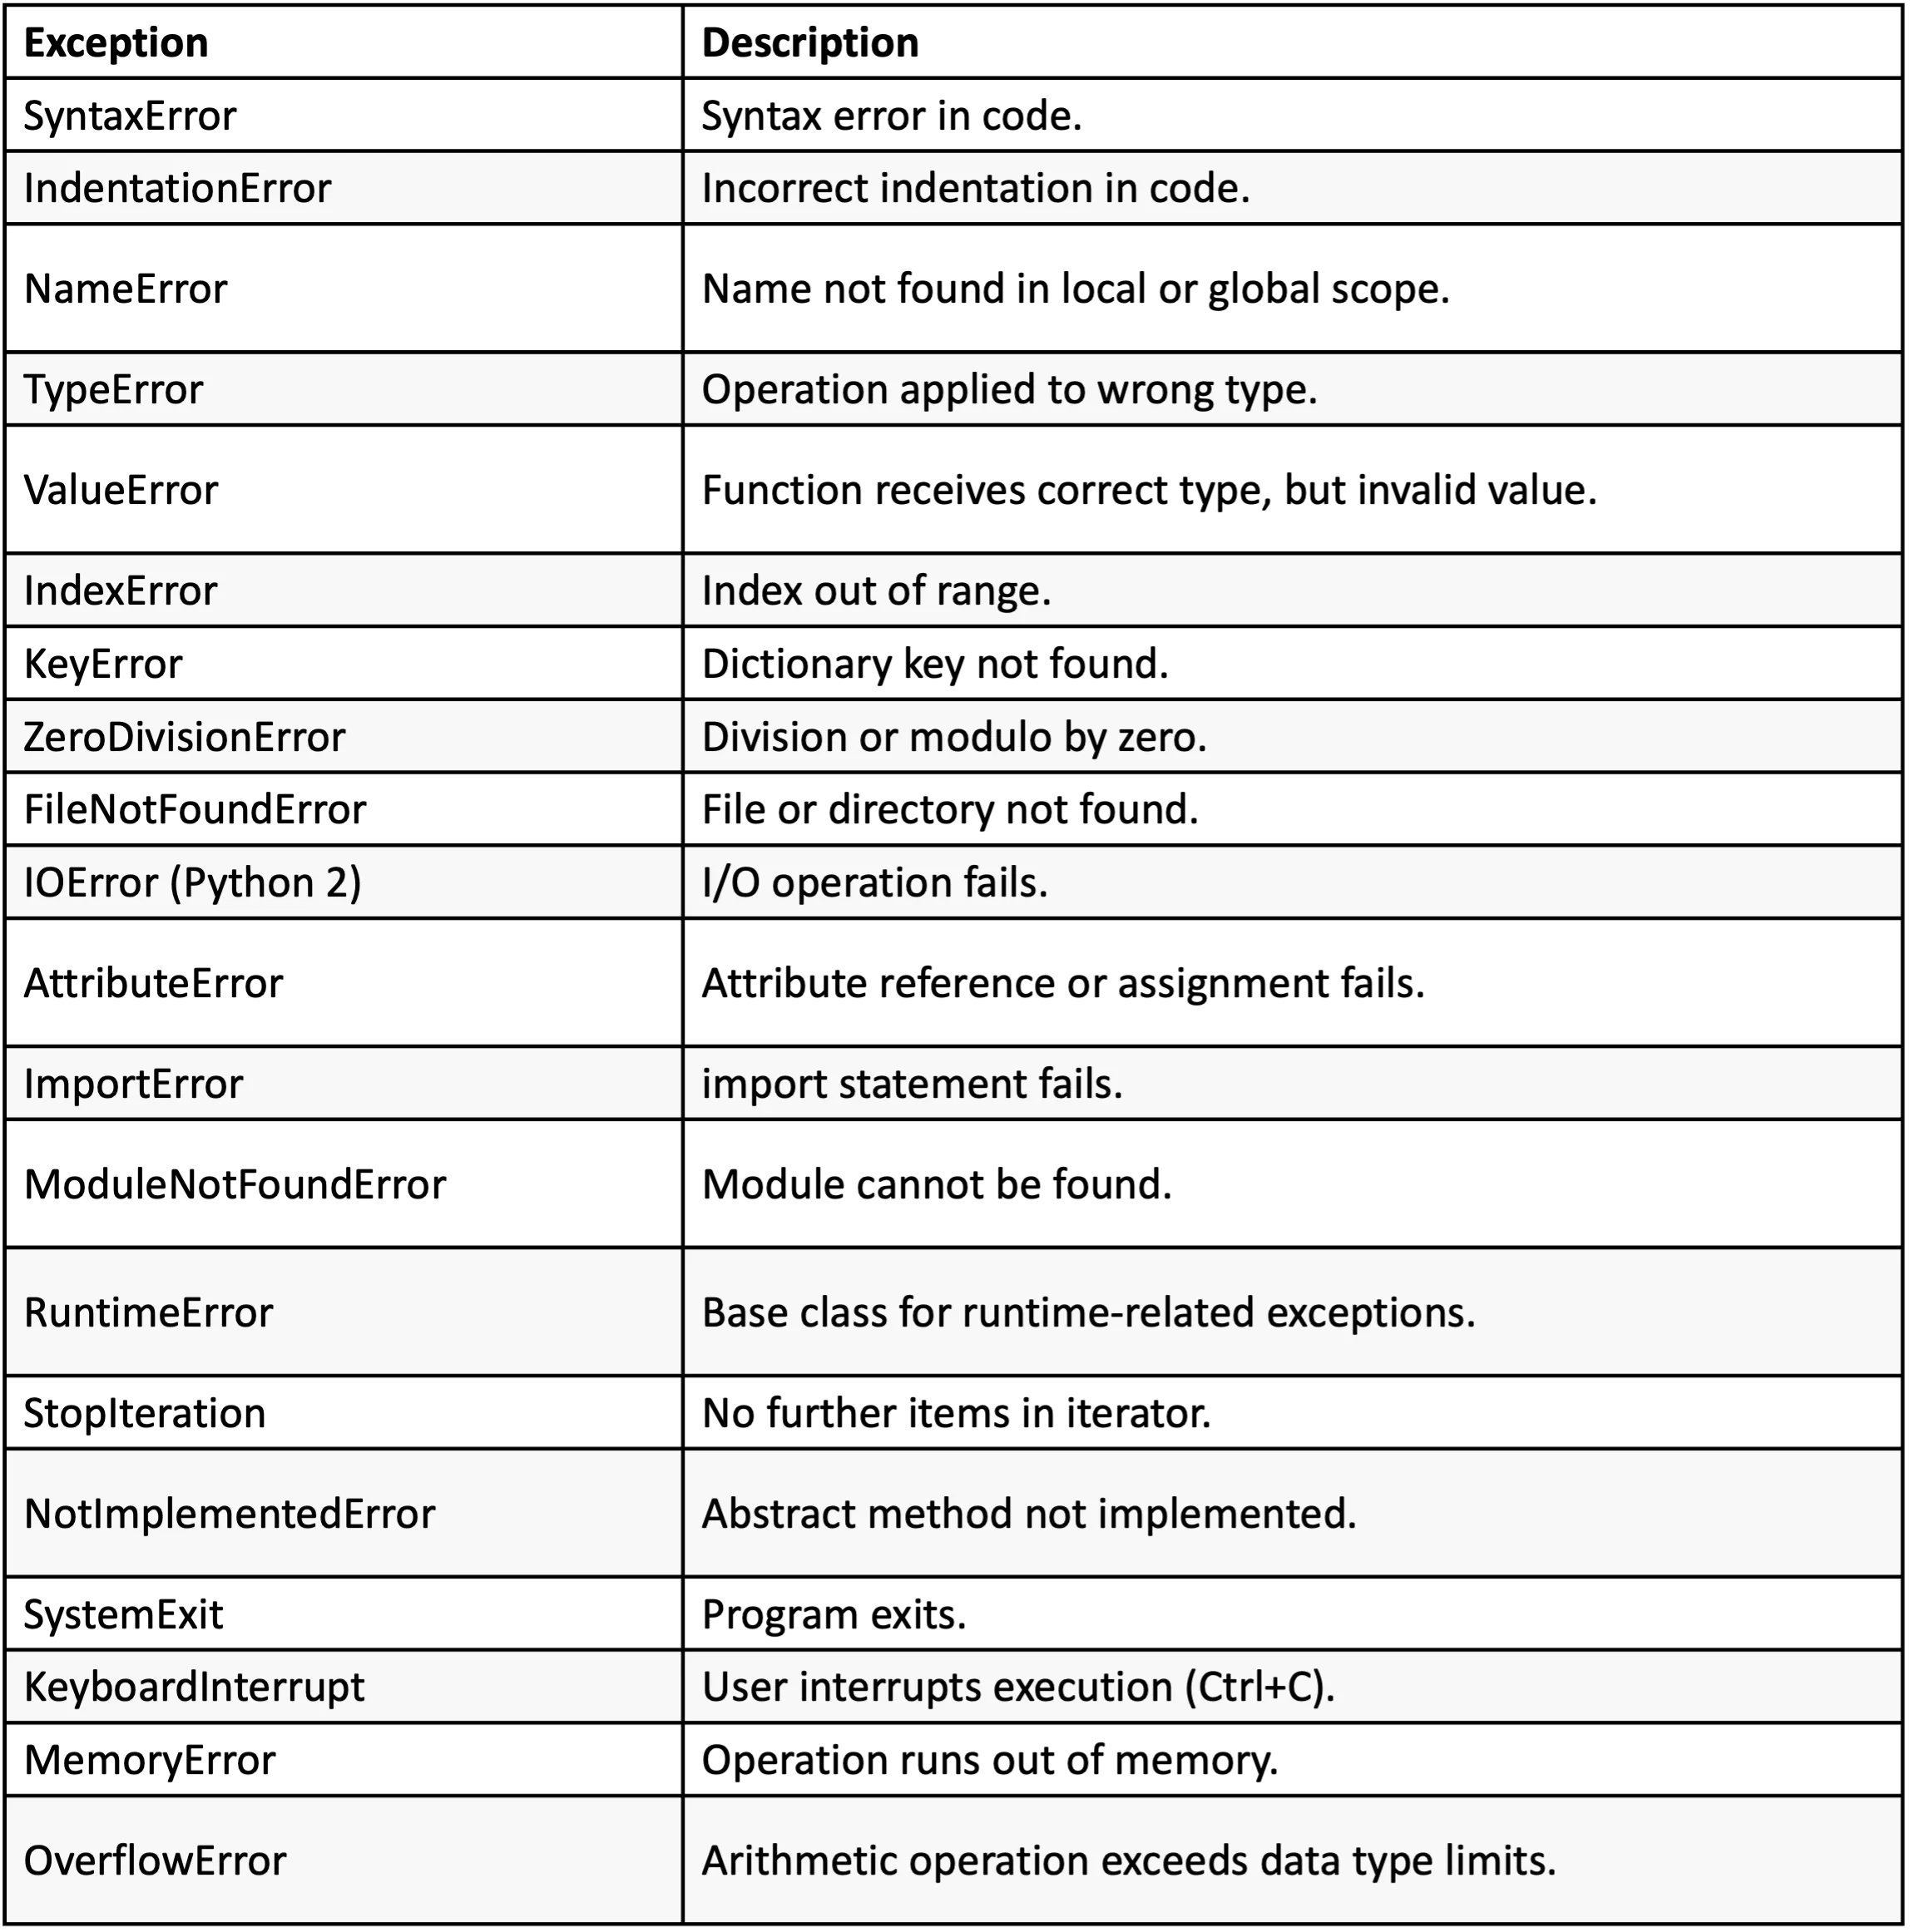 Exception Description
SyntaxError Syntax error in code.
IndentationError Incorrect indentation in code.
NameError Name not found in local or global scope.
TypeError Operation applied to wrong type.
ValueError Function receives correct type, but invalid value.
IndexError Index out of range.
KeyError Dictionary key not found.
ZeroDivisionError Division or modulo by zero.
FileNotFoundError File or directory not found.
IOError (Python 2) I/O operation fails.
AttributeError Attribute reference or assignment fails.
ImportError import statement fails.
ModuleNotFoundError Module cannot be found.
RuntimeError Base class for runtime-related exceptions.
StopIteration No further items in iterator.
NotImplementedError Abstract method not implemented.
SystemExit Program exits.
KeyboardInterrupt User interrupts execution (Ctrl+C).
MemoryError Operation runs out of memory.
OverflowError Arithmetic operation exceeds data type limits.